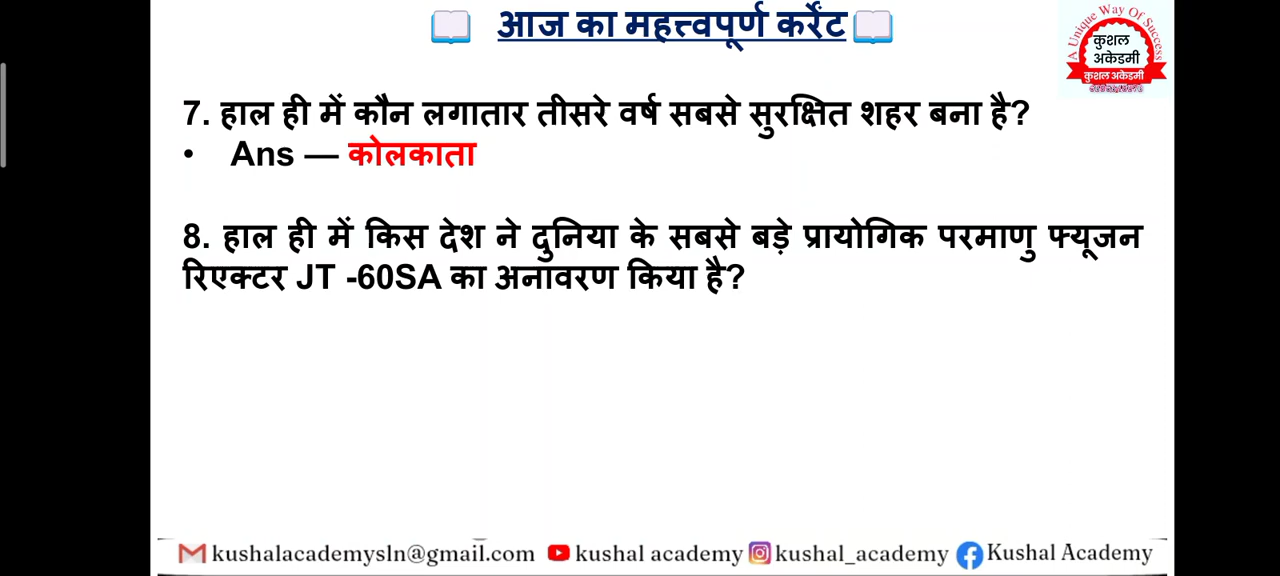 आज का महत्त्वपूर्ण करेंट
A Unique Way Of Success
कुशल
अकेडमी
कुशल अकेडमी
7. हाल ही में कौन लगातार तीसरे वर्ष सबसे सुरक्षित शहर बना है?
• Ans — कोलकाता
8. हाल ही में किस देश ने दुनिया के सबसे बड़े प्रायोगिक परमाणु फ्यूजन
रिएक्टर JT -60SA का अनावरण किया है?
kushalacademysln@gmail.com kushal academy kushal_academy Kushal Academy